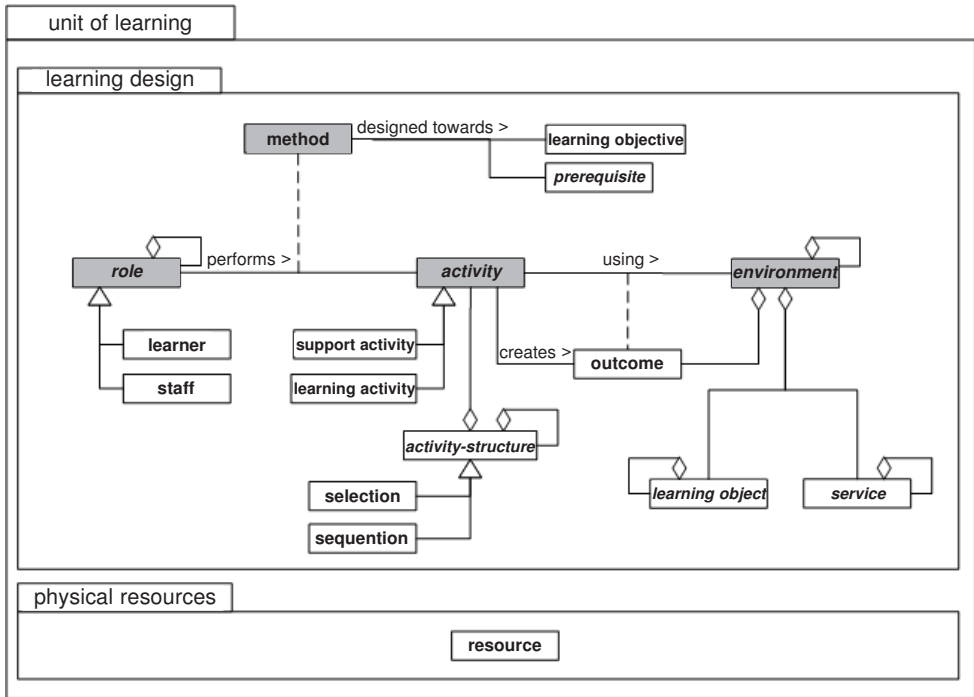 unit of learning
learning design
method
designed towards >
learning objective
prerequisite
role
performs >
activity
using >
environment
learner
staff
support activity
learning activity
creates >
outcome
activity-structure
selection
sequention
learning object
service
physical resources
resource